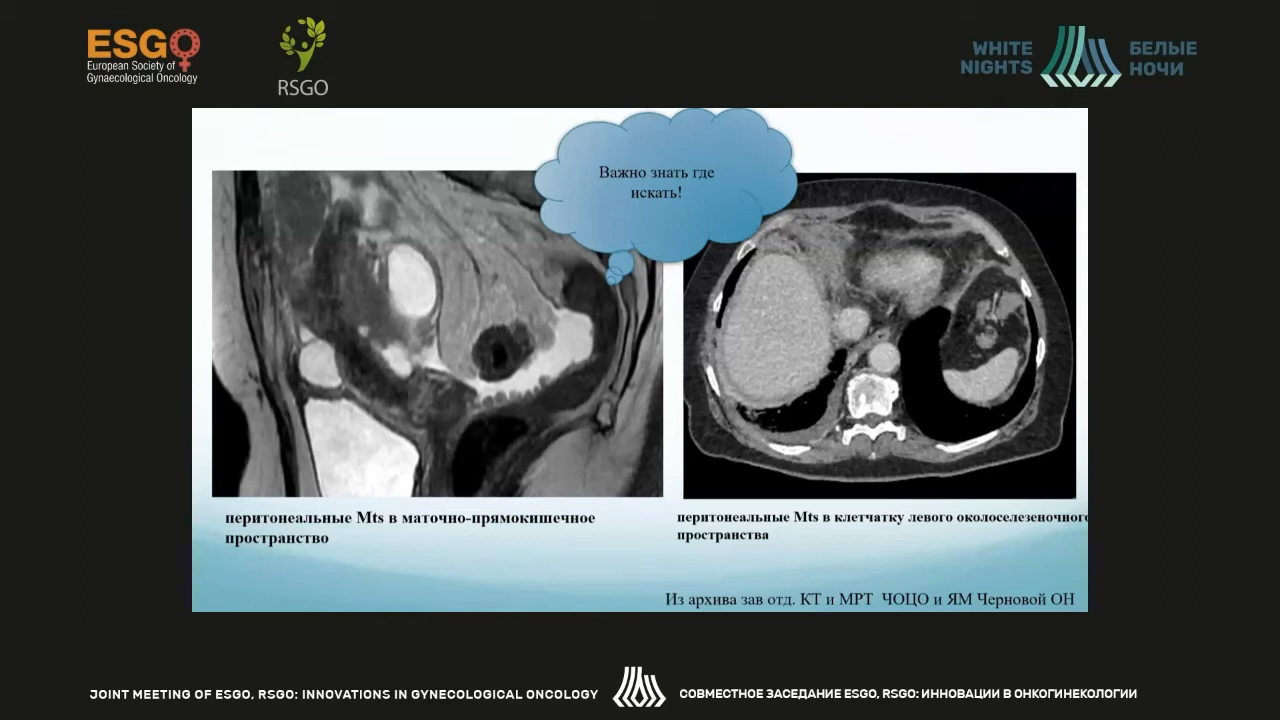 ESGO
European Society of
Gynaecological Oncology
RSGO
WHITE
NIGHTS
БЕЛЫЕ
НОЧИ
Важно знать где
искать!
перитонеальные Mts в маточно-прямокишечное
пространство
перитонеальные Mts в клетчатку левого околоселезеночного
пространства
Из архива зав отд. КТ и МРТ ЧОЦО и ЯМ Черновой ОН
JOINT MEETING OF ESGO, RSGO: INNOVATIONS IN GYNECOLOGICAL ONCOLOGY
СОВМЕСТНОЕ ЗАСЕДАНИЕ ESGO, RSGO: ИННОВАЦИИ В ОНКОГИНЕКОЛОГИИ